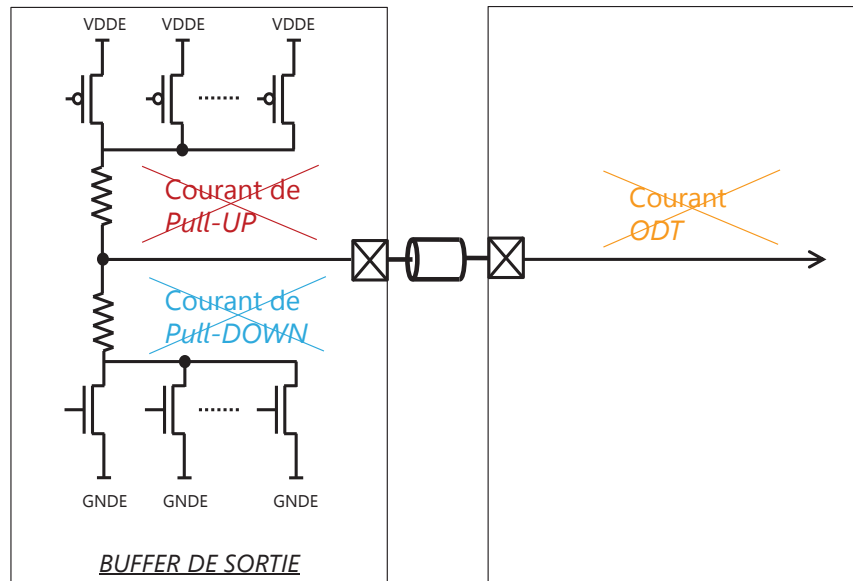 VDDE VDDE VDDE
Courant de
Pull-UP
Courant
ODT
Courant de
Pull-DOWN
GNDE GNDE GNDE
BUFFER DE SORTIE